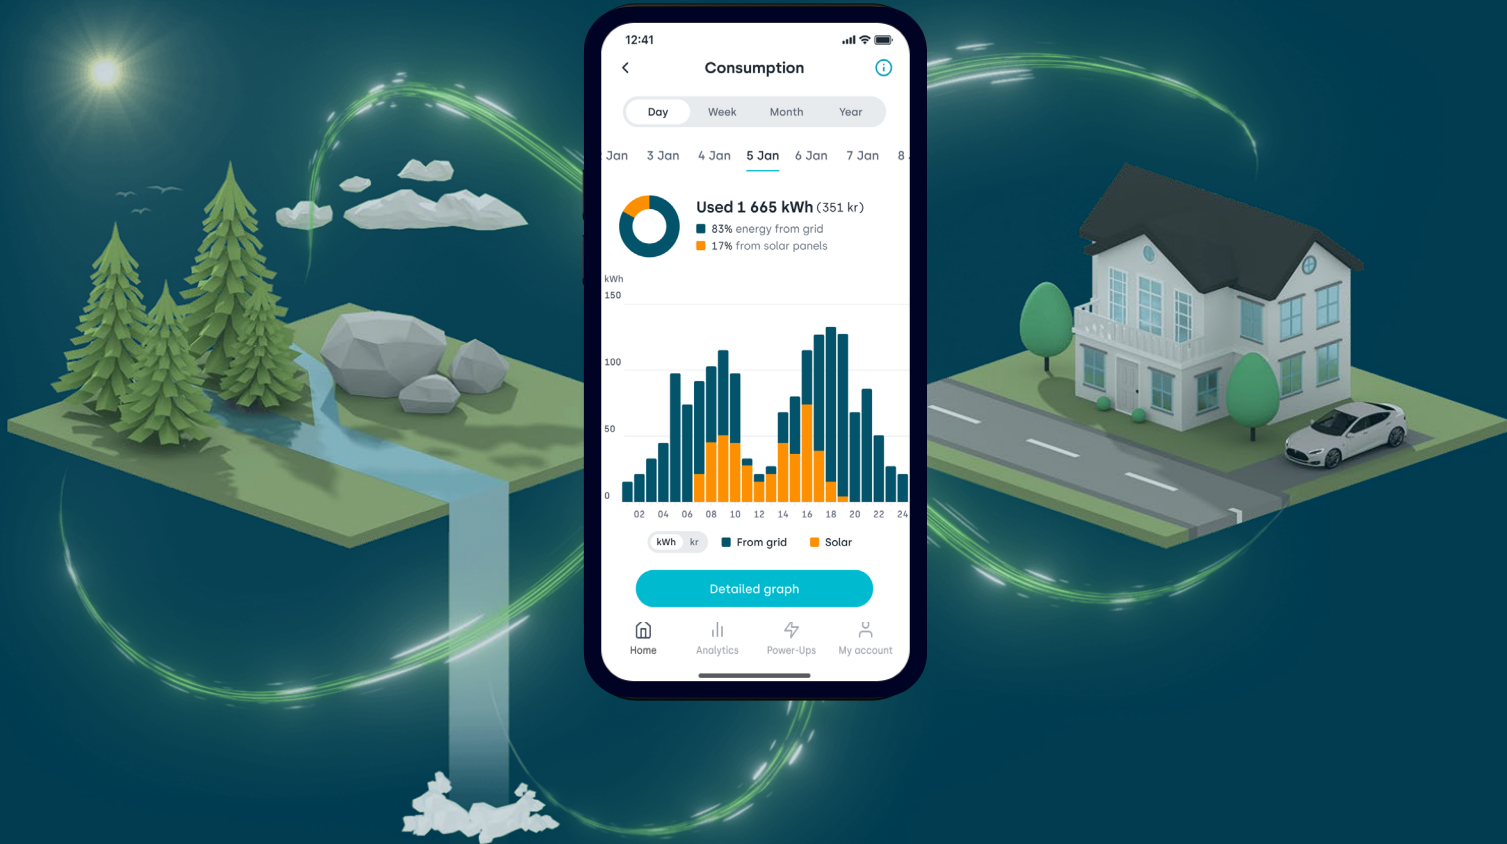 12:41
Consumption
Day Week Month Year
Jan 3 Jan 4 Jan 5 Jan 6 Jan 7 Jan 8
Used 1 665 kWh (351 kr)
83% energy from grid
17% from solar panels
kWh
150
100
50
0
02 04 06 08 10 12 14 16 18 20 22 24
kWh kr From grid Solar
Detailed graph
Home Analytics Power-Ups My account